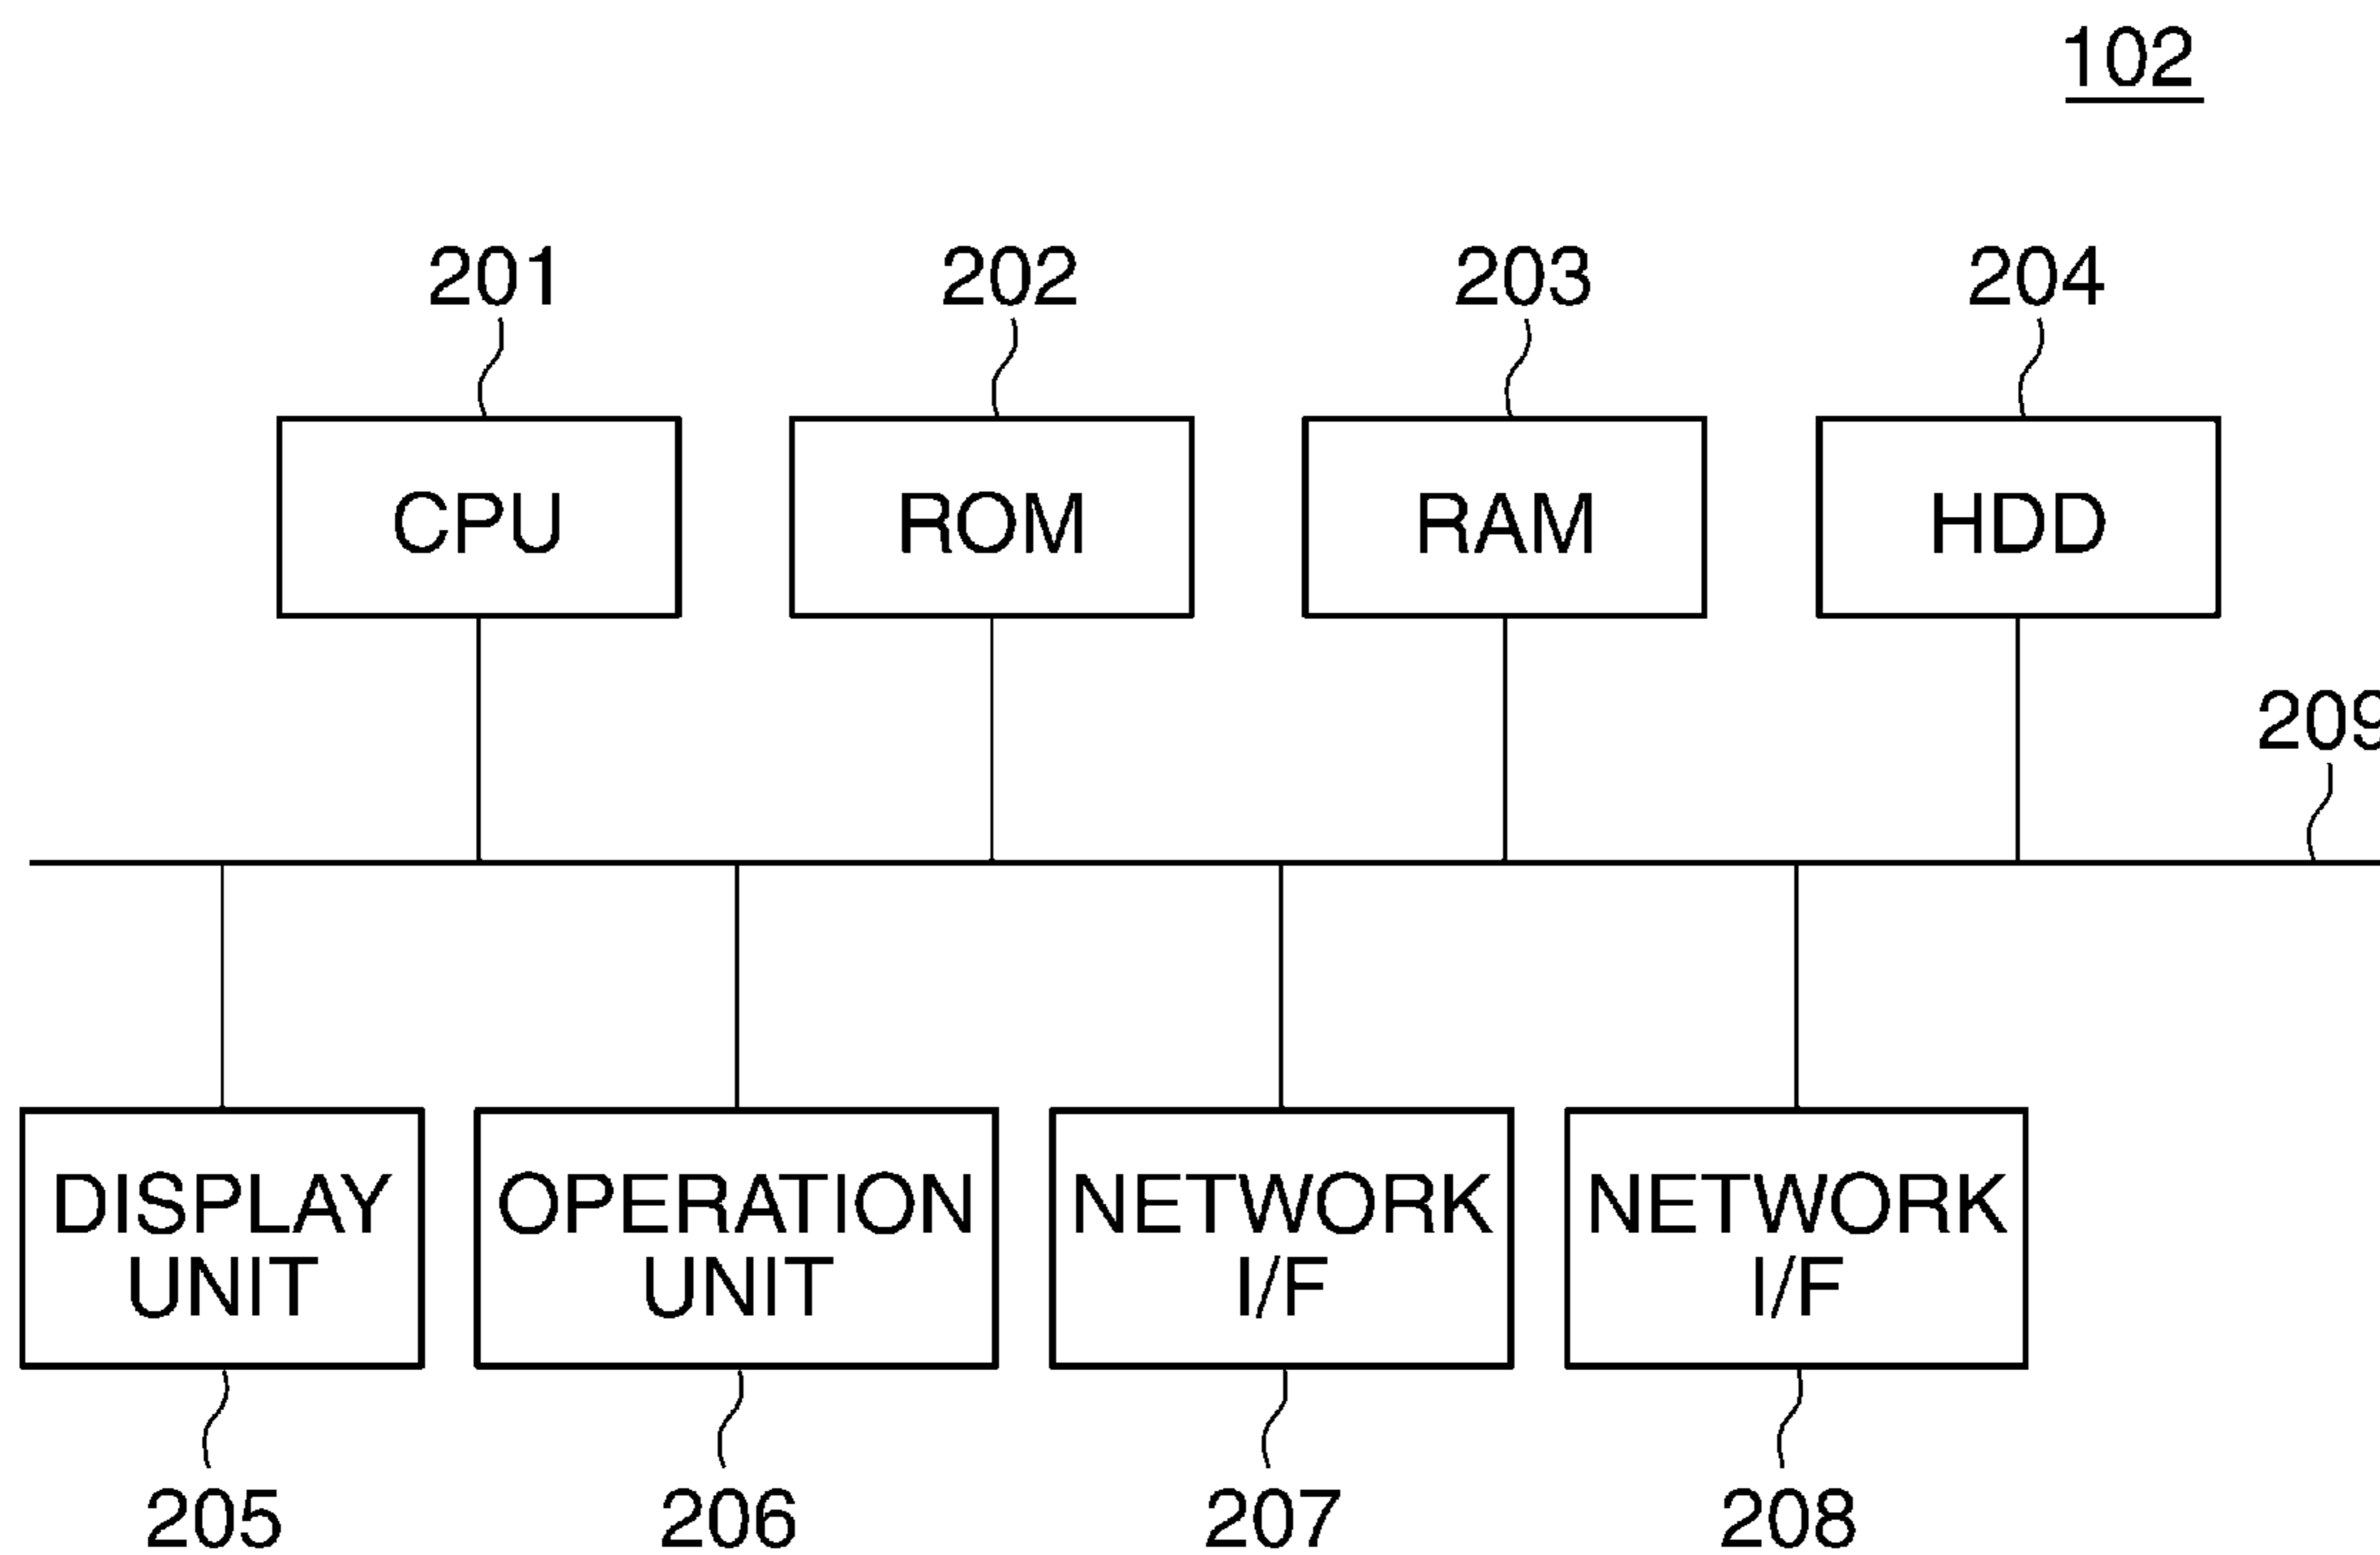 102
201 202 203 204
CPU ROM RAM HDD
209
DISPLAY UNIT
OPERATION UNIT
NETWORK I/F
NETWORK I/F
205 206 207 208